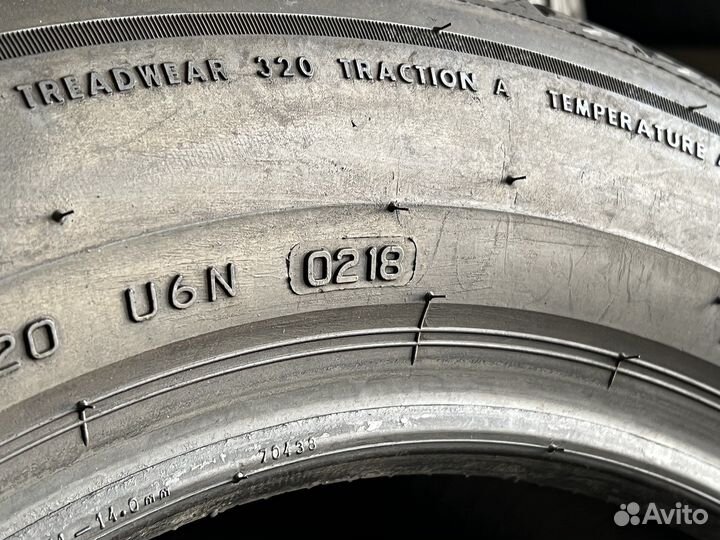 TREADWEAR 320 TRACTION A TEMPERATURE A
20 U6N 0218
70438
14.0mm
Avito